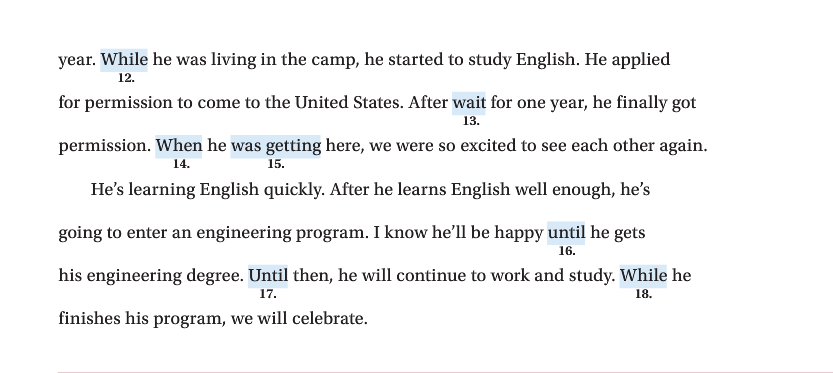 year. While he was living in the camp, he started to study English. He applied
12.
for permission to come to the United States. After wait for one year, he finally got
13.
permission. When he was getting here, we were so excited to see each other again.
14. 15.
He’s learning English quickly. After he learns English well enough, he’s
going to enter an engineering program. I know he’ll be happy until he gets
16.
his engineering degree. Until then, he will continue to work and study. While he
17. 18.
finishes his program, we will celebrate.